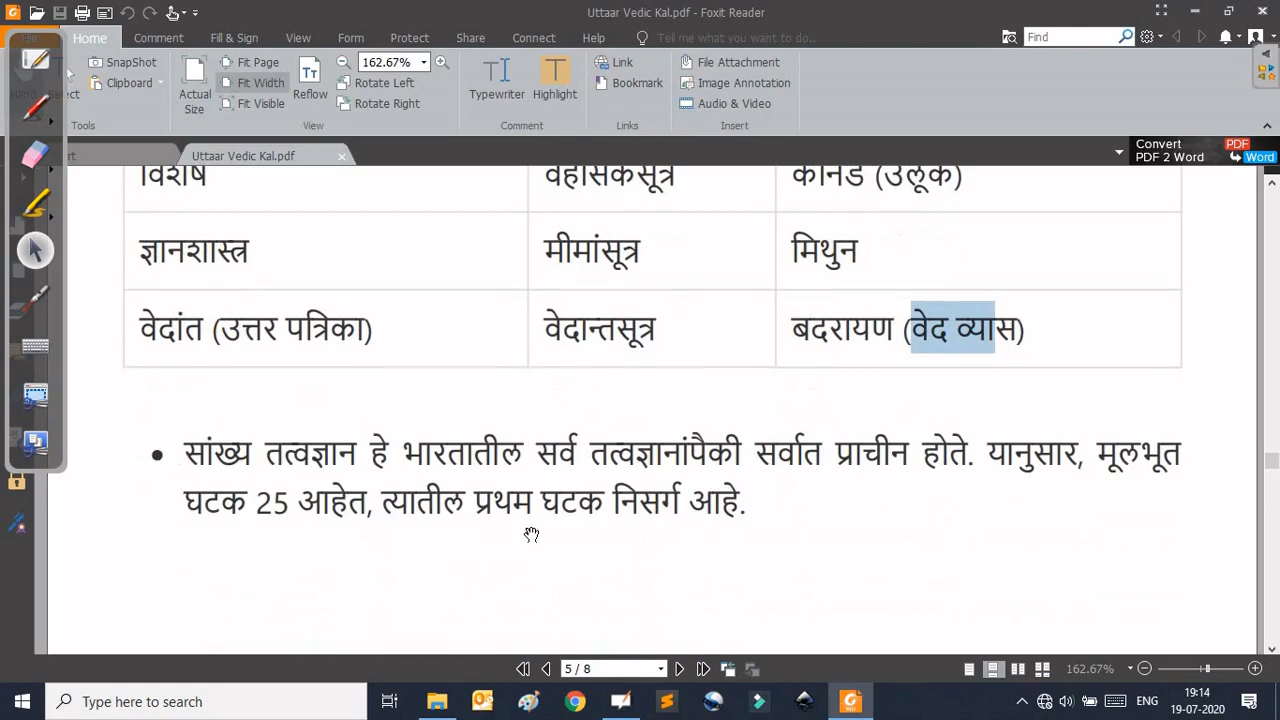 Uttaar Vedic Kal.pdf - Foxit Reader
File Home Comment Fill & Sign View Form Protect Share Connect Help Tell me what you want to do... Find
SnapShot
Clipboard
Select
Tools
Actual Size
Fit Page
Fit Width
Fit Visible
Reflow
162.67%
Rotate Left
Rotate Right
View
Typewriter
Highlight
Comment
Link
Bookmark
Links
File Attachment
Image Annotation
Audio & Video
Insert
Uttaar Vedic Kal.pdf
Convert PDF
PDF 2 Word Word
विशेष वहसिकसूत्र कानडे (उलूक)
ज्ञानशास्त्र मीमांसूत्र मिथुन
वेदांत (उत्तर पत्रिका) वेदान्तसूत्र बदरायण (वेद व्यास)
• सांख्य तत्वज्ञान हे भारतातील सर्व तत्वज्ञानांपैकी सर्वात प्राचीन होते. यानुसार, मूलभूत
घटक 25 आहेत, त्यातील प्रथम घटक निसर्ग आहे.
5 / 8
162.67%
Type here to search
ENG
19:14
19-07-2020